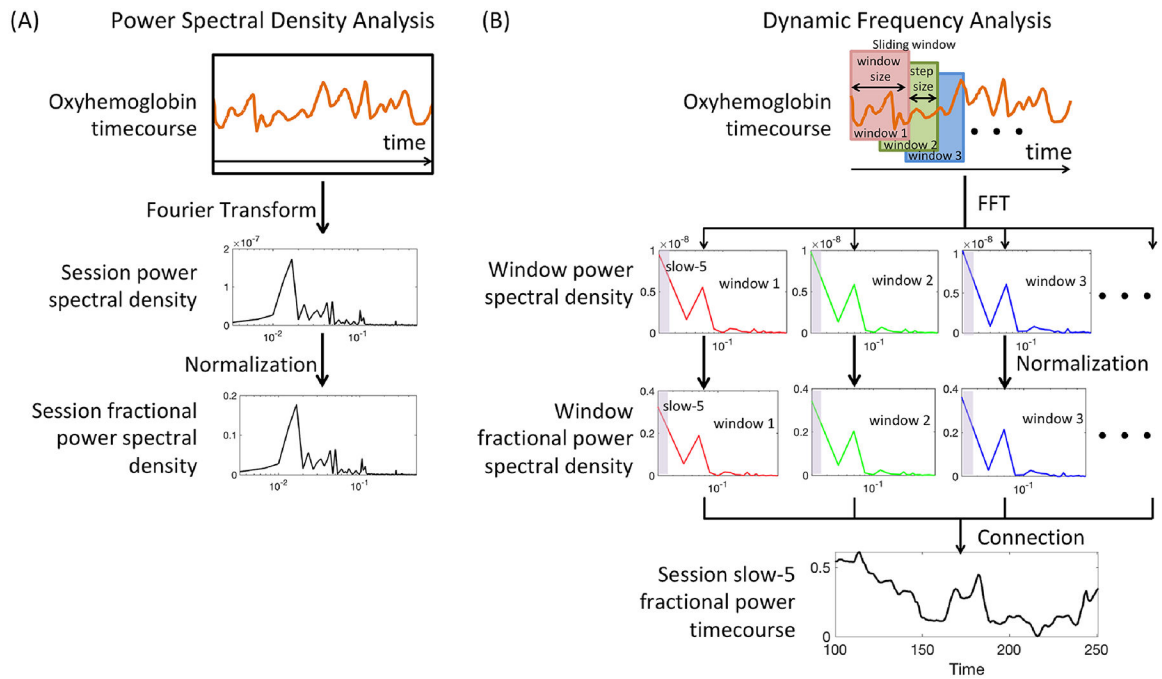 (A)
Power Spectral Density Analysis
Oxyhemoglobin
timecourse
time
Fourier Transform
×10⁻⁷
Session power
spectral density
2
1
0
10⁻²
10⁻¹
Normalization
Session fractional
power spectral
density
0.2
0.1
0
10⁻²
10⁻¹
(B)
Dynamic Frequency Analysis
Sliding window
window
size
step
size
Oxyhemoglobin
timecourse
window 1
window 2
window 3
• • •
time
FFT
Window power
spectral density
×10⁻⁸
1
0.5
0
slow-5
window 1
10⁻¹
×10⁻⁸
1
0.5
0
window 2
10⁻¹
×10⁻⁸
1
0.5
0
window 3
10⁻¹
• • •
Normalization
Window
fractional power
spectral density
0.4
0.2
0
slow-5
window 1
10⁻¹
0.4
0.2
0
window 2
10⁻¹
0.4
0.2
0
window 3
10⁻¹
• • •
Connection
Session slow-5
fractional power
timecourse
0.5
0
100
150
200
250
Time